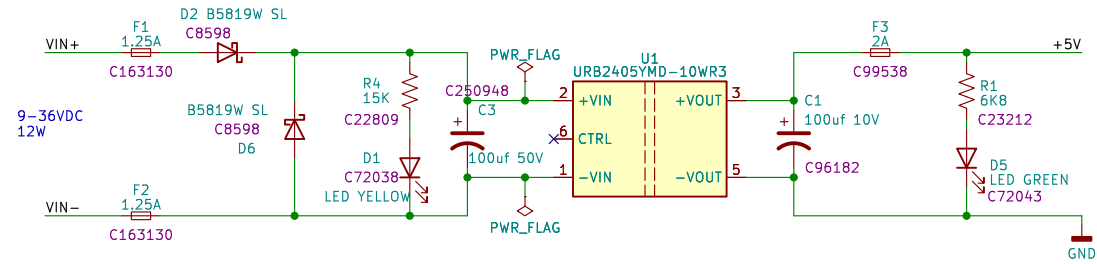 D2 B5819W SL
C8598
F1
1.25A
C163130
VIN+
F3
2A
C99538
+5V
PWR_FLAG
U1
URB2405YMD-10WR3
R4
15K
C22809
C250948
C3
100uf 50V
2 +VIN
6 CTRL
1 -VIN
+VOUT 3
-VOUT 5
C1
100uf 10V
C96182
R1
6K8
C23212
B5819W SL
C8598
D6
9-36VDC
12W
D1
C72038
LED YELLOW
D5
LED GREEN
C72043
F2
1.25A
C163130
VIN-
PWR_FLAG
GND